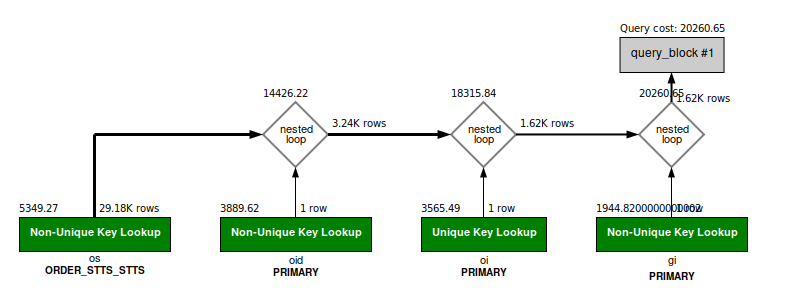 Query cost: 20260.65
query_block #1
14426.22
18315.84
20260.65
1.62K rows
nested
loop
3.24K rows
nested
loop
1.62K rows
nested
loop
5349.27
29.18K rows
3889.62
1 row
3565.49
1 row
1944.8200000000002
1 row
Non-Unique Key Lookup
Non-Unique Key Lookup
Unique Key Lookup
Non-Unique Key Lookup
os
oid
oi
gi
ORDER_STTS_STTS
PRIMARY
PRIMARY
PRIMARY